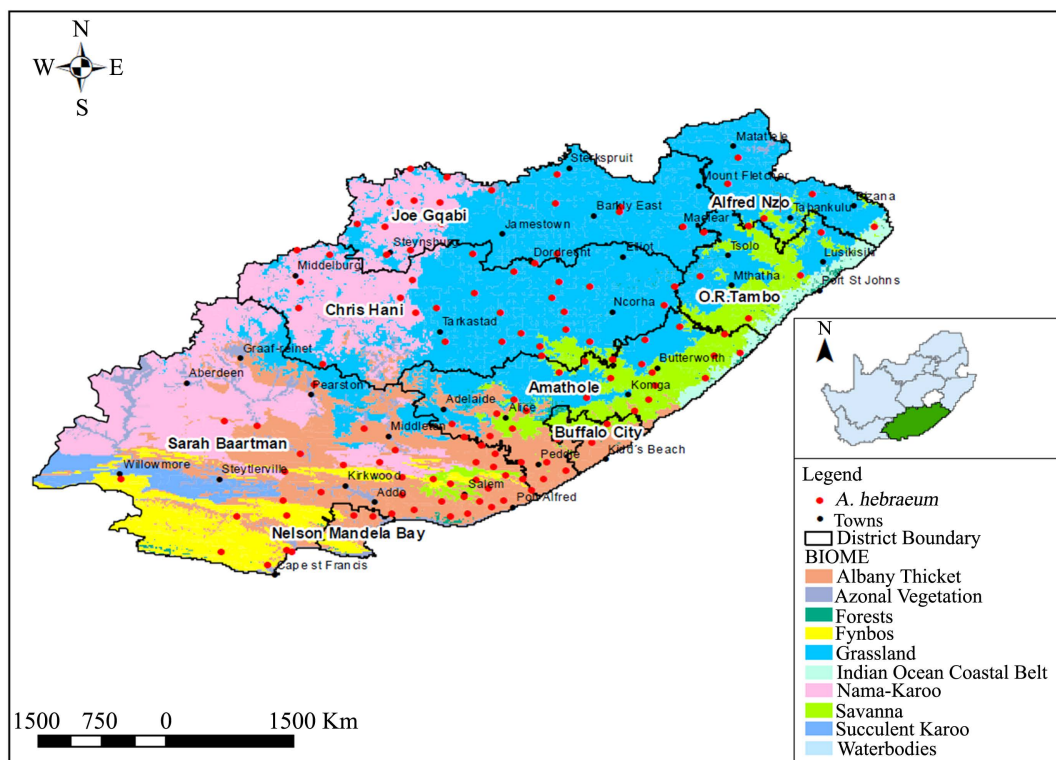 N
W E
S
Matatiele
Sterkspruit
Mount Fletcher
Bizana
Alfred Nzo
Tabankulu
Joe Gqabi
Barkly East
Jamestown
Maclear
Steynsburg
Tsolo
Lusikisiki
Dordrecht
Elliot
Middelburg
Mthatha
Port St Johns
O.R.Tambo
Chris Hani
Ncorha
Tarkastad
N
Graaf-reinet
Butterworth
Aberdeen
Pearston
Amathole
Komga
Adelaide
Alice
Middleton
Buffalo City
Sarah Baartman
Kidd's Beach
Peddie
Willowmore
Steytlerville
Kirkwood
Salem
Addo
Port Alfred
Nelson Mandela Bay
Cape st Francis
Legend
A. hebraeum
Towns
District Boundary
BIOME
Albany Thicket
Azonal Vegetation
Forests
Fynbos
Grassland
Indian Ocean Coastal Belt
Nama-Karoo
Savanna
Succulent Karoo
Waterbodies
1500 750 0 1500 Km